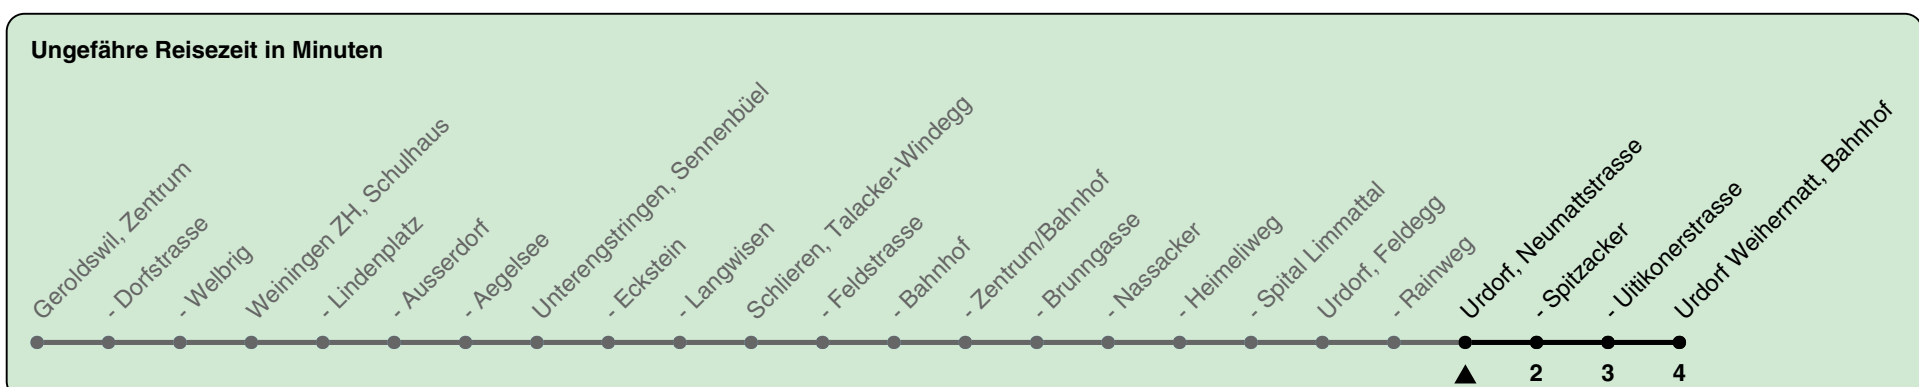 Ungefähre Reisezeit in Minuten
Geroldswil, Zentrum
- Dorfstrasse
- Welbrig
Weiningen ZH, Schulhaus
- Lindenplatz
- Ausserdorf
- Aegelsee
Unterengstringen, Sennenbüel
- Eckstein
- Langwisen
Schlieren, Talacker-Windegg
- Feldstrasse
- Bahnhof
- Zentrum/Bahnhof
- Brunngasse
- Nassacker
- Heimeliweg
- Spital Limmattal
Urdorf, Feldegg
- Rainweg
Urdorf, Neumattstrasse
- Spitzacker
- Uitikonerstrasse
Urdorf Weihermatt, Bahnhof
2 3 4